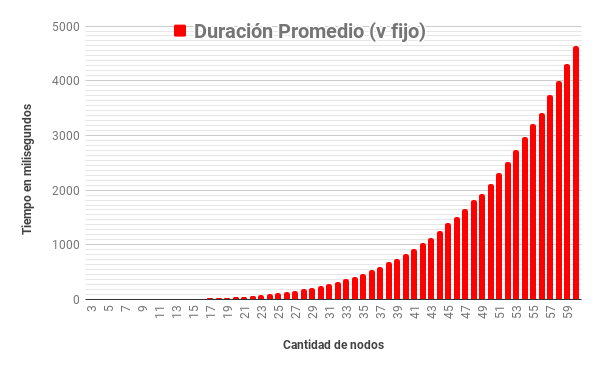 Duración Promedio (v fijo)
5000
4000
3000
2000
1000
0
Tiempo en milisegundos
3 5 7 9 11 13 15 17 19 21 23 25 27 29 31 33 35 37 39 41 43 45 47 49 51 53 55 57 59
Cantidad de nodos